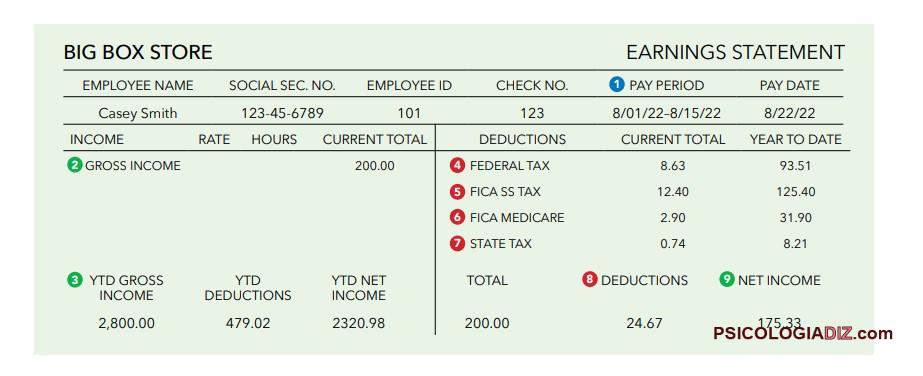 BIG BOX STORE EARNINGS STATEMENT
EMPLOYEE NAME SOCIAL SEC. NO. EMPLOYEE ID CHECK NO. 1 PAY PERIOD PAY DATE
Casey Smith 123-45-6789 101 123 8/01/22–8/15/22 8/22/22
INCOME RATE HOURS CURRENT TOTAL DEDUCTIONS CURRENT TOTAL YEAR TO DATE
2 GROSS INCOME 200.00 4 FEDERAL TAX 8.63 93.51
5 FICA SS TAX 12.40 125.40
6 FICA MEDICARE 2.90 31.90
7 STATE TAX 0.74 8.21
3 YTD GROSS YTD YTD NET TOTAL 8 DEDUCTIONS 9 NET INCOME
INCOME DEDUCTIONS INCOME
2,800.00 479.02 2320.98 200.00 24.67 175.33
PSICOLOGIADIZ.com